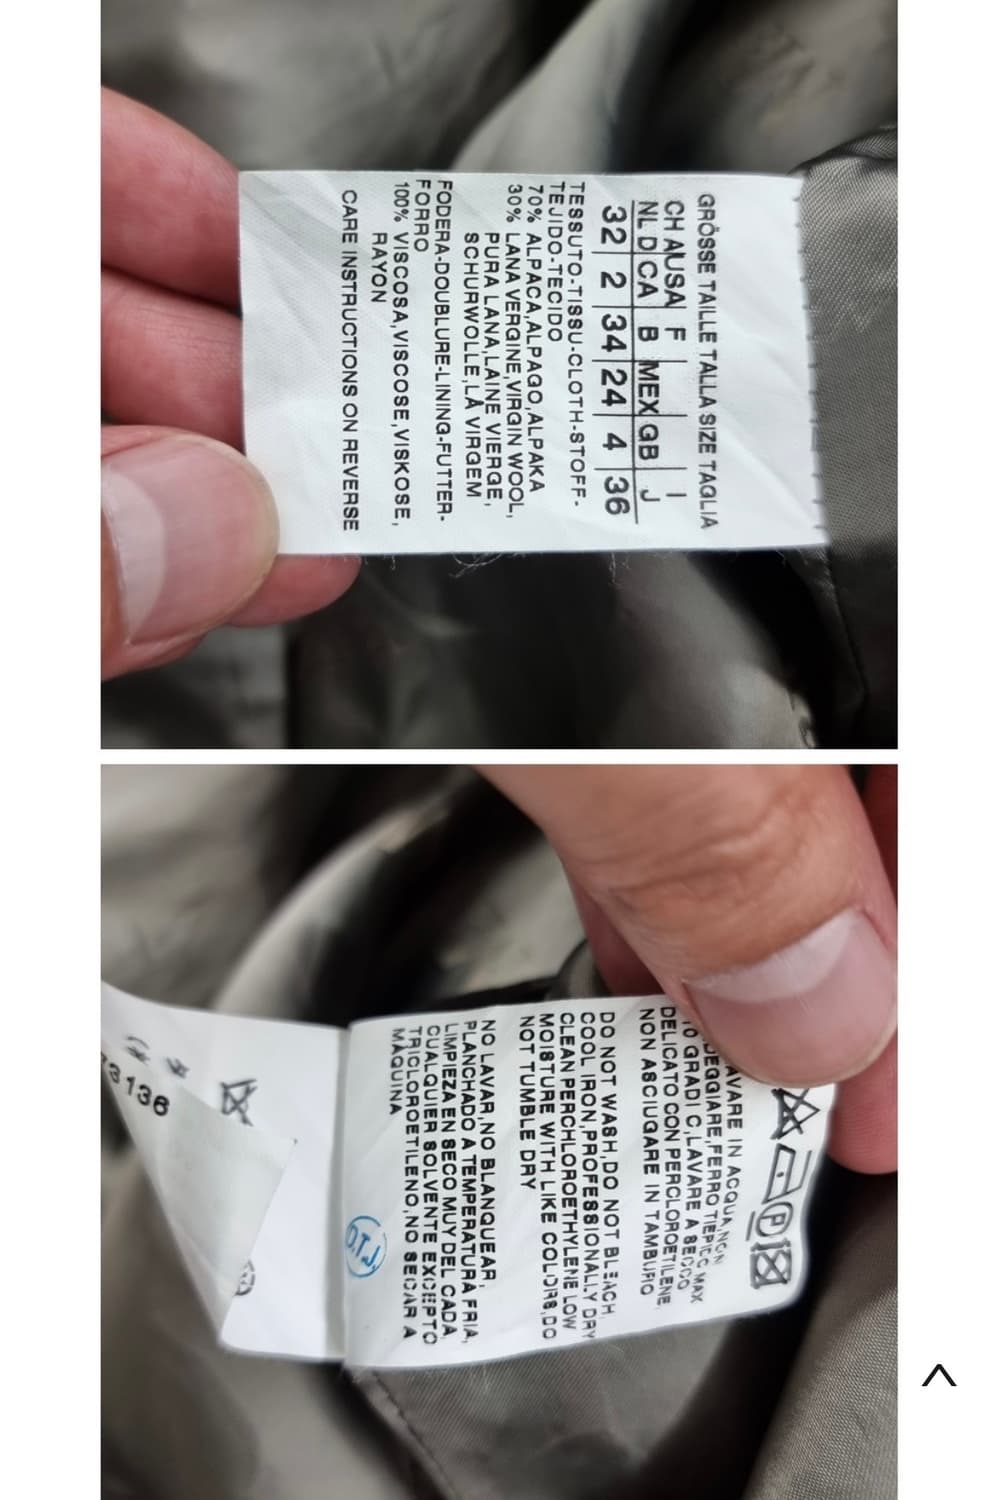 GRÖSSE TAILLE TALLA SIZE TAGLIA
CH A USA F I
NL D CA B MEX GB J
32 2 34 24 4 36
TESSUTO-TISSU-CLOTH-STOFF-
TEJIDO-TECIDO
70% ALPACA,ALPAGO,ALPAKA
30% LANA VERGINE,VIRGIN WOOL,
PURA LANA,LAINE VIERGE,
SCHURWOLLE,LÃ VIRGEM
FODERA-DOUBLURE-LINING-FUTTER-
FORRO
100% VISCOSA,VISCOSE,VISKOSE,
RAYON
CARE INSTRUCTIONS ON REVERSE
P
IN ACQUA,NON
FERRO TIEPIDO MAX
GRADI C,LAVARE A SECCO
DELICATO CON PERCLOROETILENE,
NON ASCIUGARE IN TAMBURO
DO NOT WASH,DO NOT BLEACH,
COOL IRON,PROFESSIONALLY DRY
CLEAN PERCHLOROETHYLENE LOW
MOISTURE WITH LIKE COLORS,DO
NOT TUMBLE DRY
NO LAVAR,NO BLANQUEAR,
PLANCHADO A TEMPERATURA FRIA,
LIMPIEZA EN SECO MUY DELICADA,
CUALQUIER SOLVENTE EXCEPTO
TRICLOROETILENO,NO SECAR A
MAQUINA
D.T.J.
3136